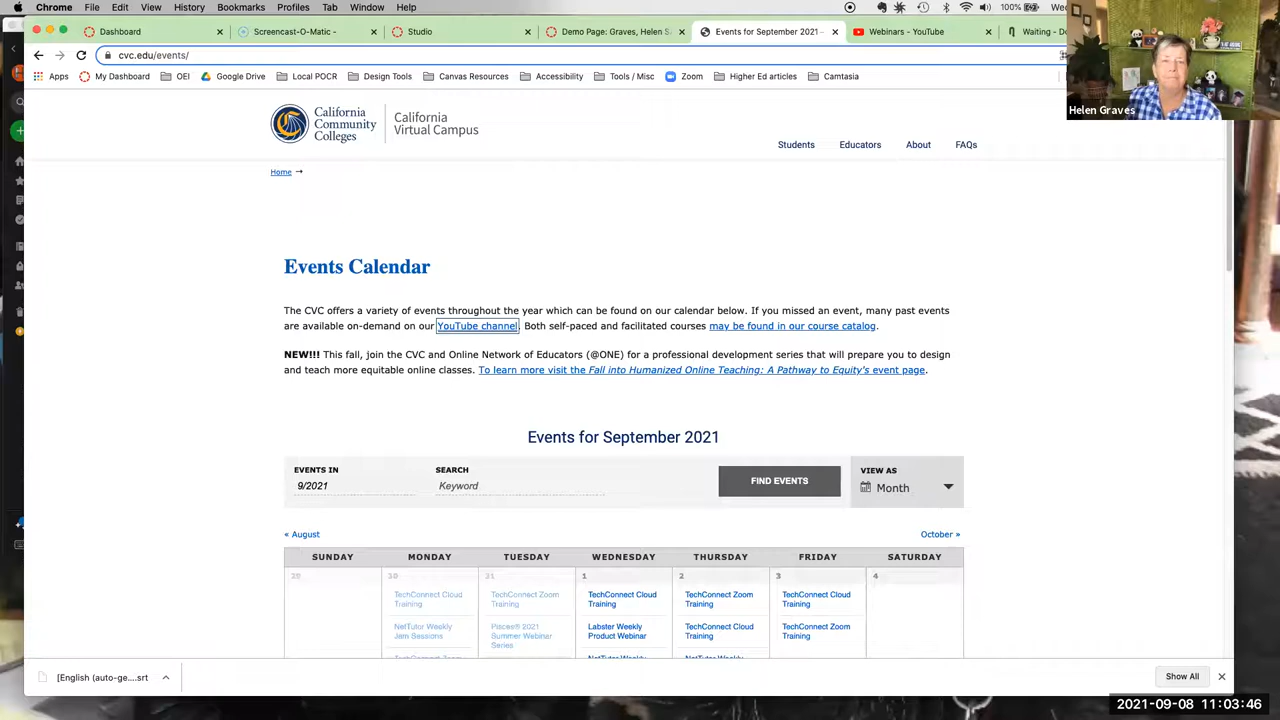 Chrome File Edit View History Bookmarks Profiles Tab Window Help 100%
Dashboard Screencast-O-Matic - Studio Demo Page: Graves, Helen S Events for September 2021 - Webinars - YouTube Waiting - D
cvc.edu/events/
Apps My Dashboard OEI Google Drive Local POCR Design Tools Canvas Resources Accessibility Tools / Misc Zoom Higher Ed articles Camtasia
Helen Graves
California Community Colleges
California Virtual Campus
Students Educators About FAQs
Home →
Events Calendar
The CVC offers a variety of events throughout the year which can be found on our calendar below. If you missed an event, many past events
are available on-demand on our YouTube channel. Both self-paced and facilitated courses may be found in our course catalog.
NEW!!! This fall, join the CVC and Online Network of Educators (@ONE) for a professional development series that will prepare you to design
and teach more equitable online classes. To learn more visit the Fall into Humanized Online Teaching: A Pathway to Equity's event page.
Events for September 2021
EVENTS IN SEARCH VIEW AS
9/2021 Keyword FIND EVENTS Month
« August October »
SUNDAY MONDAY TUESDAY WEDNESDAY THURSDAY FRIDAY SATURDAY
29 30 31 1 2 3 4
TechConnect Cloud TechConnect Zoom TechConnect Cloud TechConnect Zoom TechConnect Cloud
Training Training Training Training Training
NetTutor Weekly Pisces® 2021 Labster Weekly TechConnect Cloud TechConnect Zoom
Jam Sessions Summer Webinar Product Webinar Training Training
Series
TechConnect Zoom NetTutor Weekly NetTutor Weekly
[English (auto-ge....srt Show All
2021-09-08 11:03:46